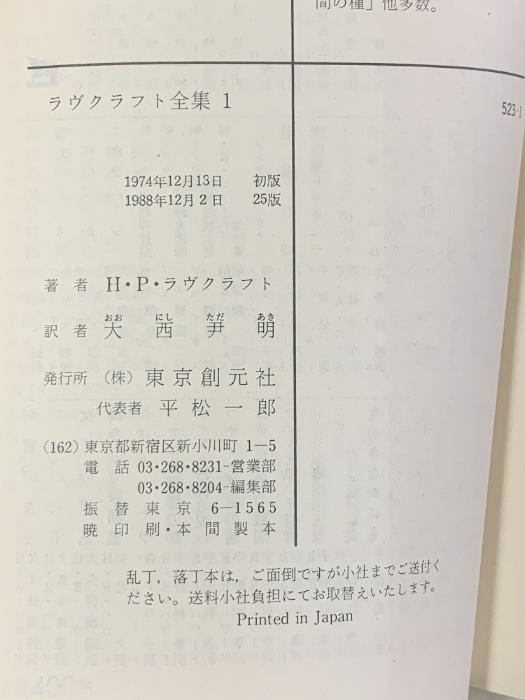 間の種」他多数。
ラヴクラフト全集 1
523-1
1974年12月13日 初版
1988年12月 2 日 25版
著 者 H・P・ラヴクラフト
おお にし ただ あき
訳 者 大 西 尹 明
発行所 (株) 東京創元社
代表者 平松一郎
(162) 東京都新宿区新小川町 1—5
電 話 03・268・8231-営業部
03・268・8204-編集部
振 替 東 京 6—1565
暁 印 刷・本 間 製 本
乱丁，落丁本は，ご面倒ですが小社までご送付く
ださい。送料小社負担にてお取替えいたします。
Printed in Japan